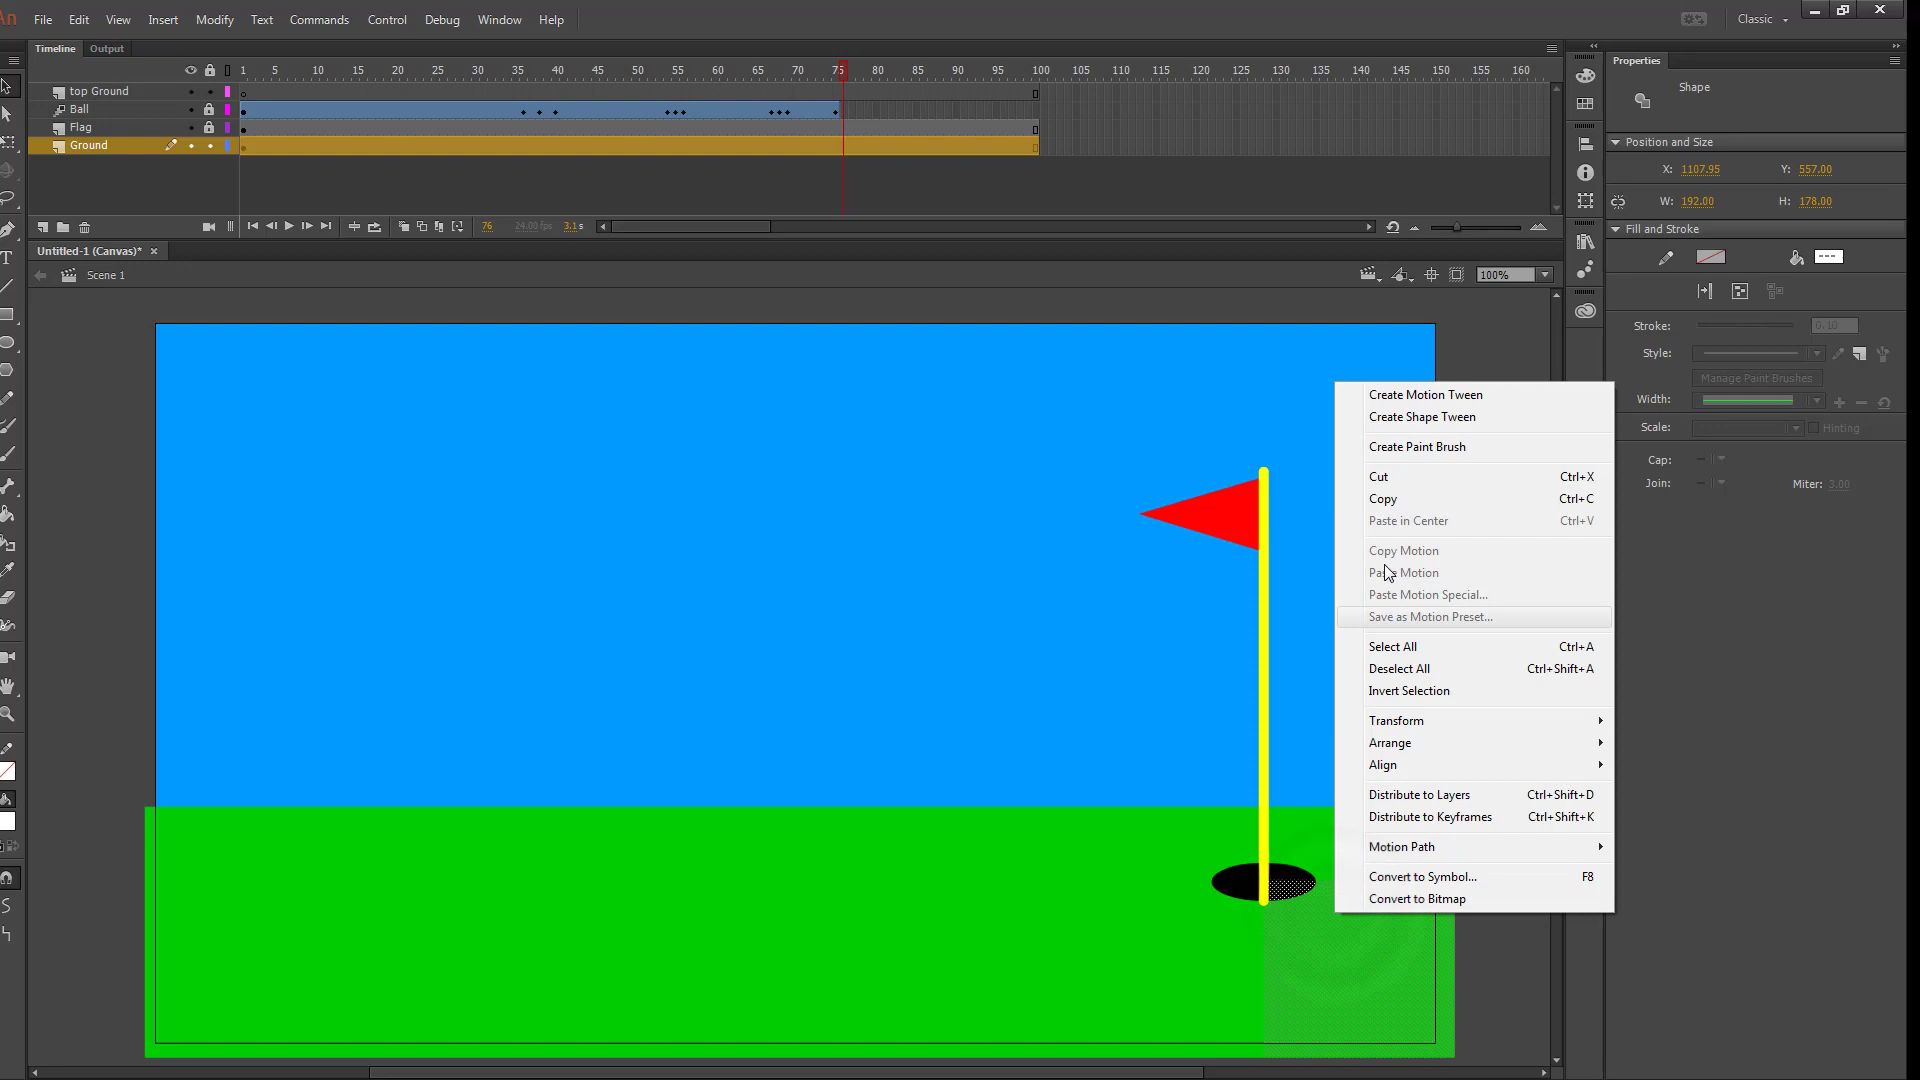 An File Edit View Insert Modify Text Commands Control Debug Window Help Classic
Timeline Output
1 5 10 15 20 25 30 35 40 45 50 55 60 65 70 75 80 85 90 95 100 105 110 115 120 125 130 135 140 145 150 155 160
top Ground
Ball
Flag
Ground
76 24.00 fps 3.1 s
Untitled-1 (Canvas)*
Scene 1
100%
Create Motion Tween
Create Shape Tween
Create Paint Brush
Cut Ctrl+X
Copy Ctrl+C
Paste in Center Ctrl+V
Copy Motion
Paste Motion
Paste Motion Special...
Save as Motion Preset...
Select All Ctrl+A
Deselect All Ctrl+Shift+A
Invert Selection
Transform
Arrange
Align
Distribute to Layers Ctrl+Shift+D
Distribute to Keyframes Ctrl+Shift+K
Motion Path
Convert to Symbol... F8
Convert to Bitmap
Properties
Shape
Position and Size
X: 1107.95 Y: 557.00
W: 192.00 H: 178.00
Fill and Stroke
Stroke: 0.10
Style:
Manage Paint Brushes
Width:
Scale: Hinting
Cap:
Join: Miter: 3.00